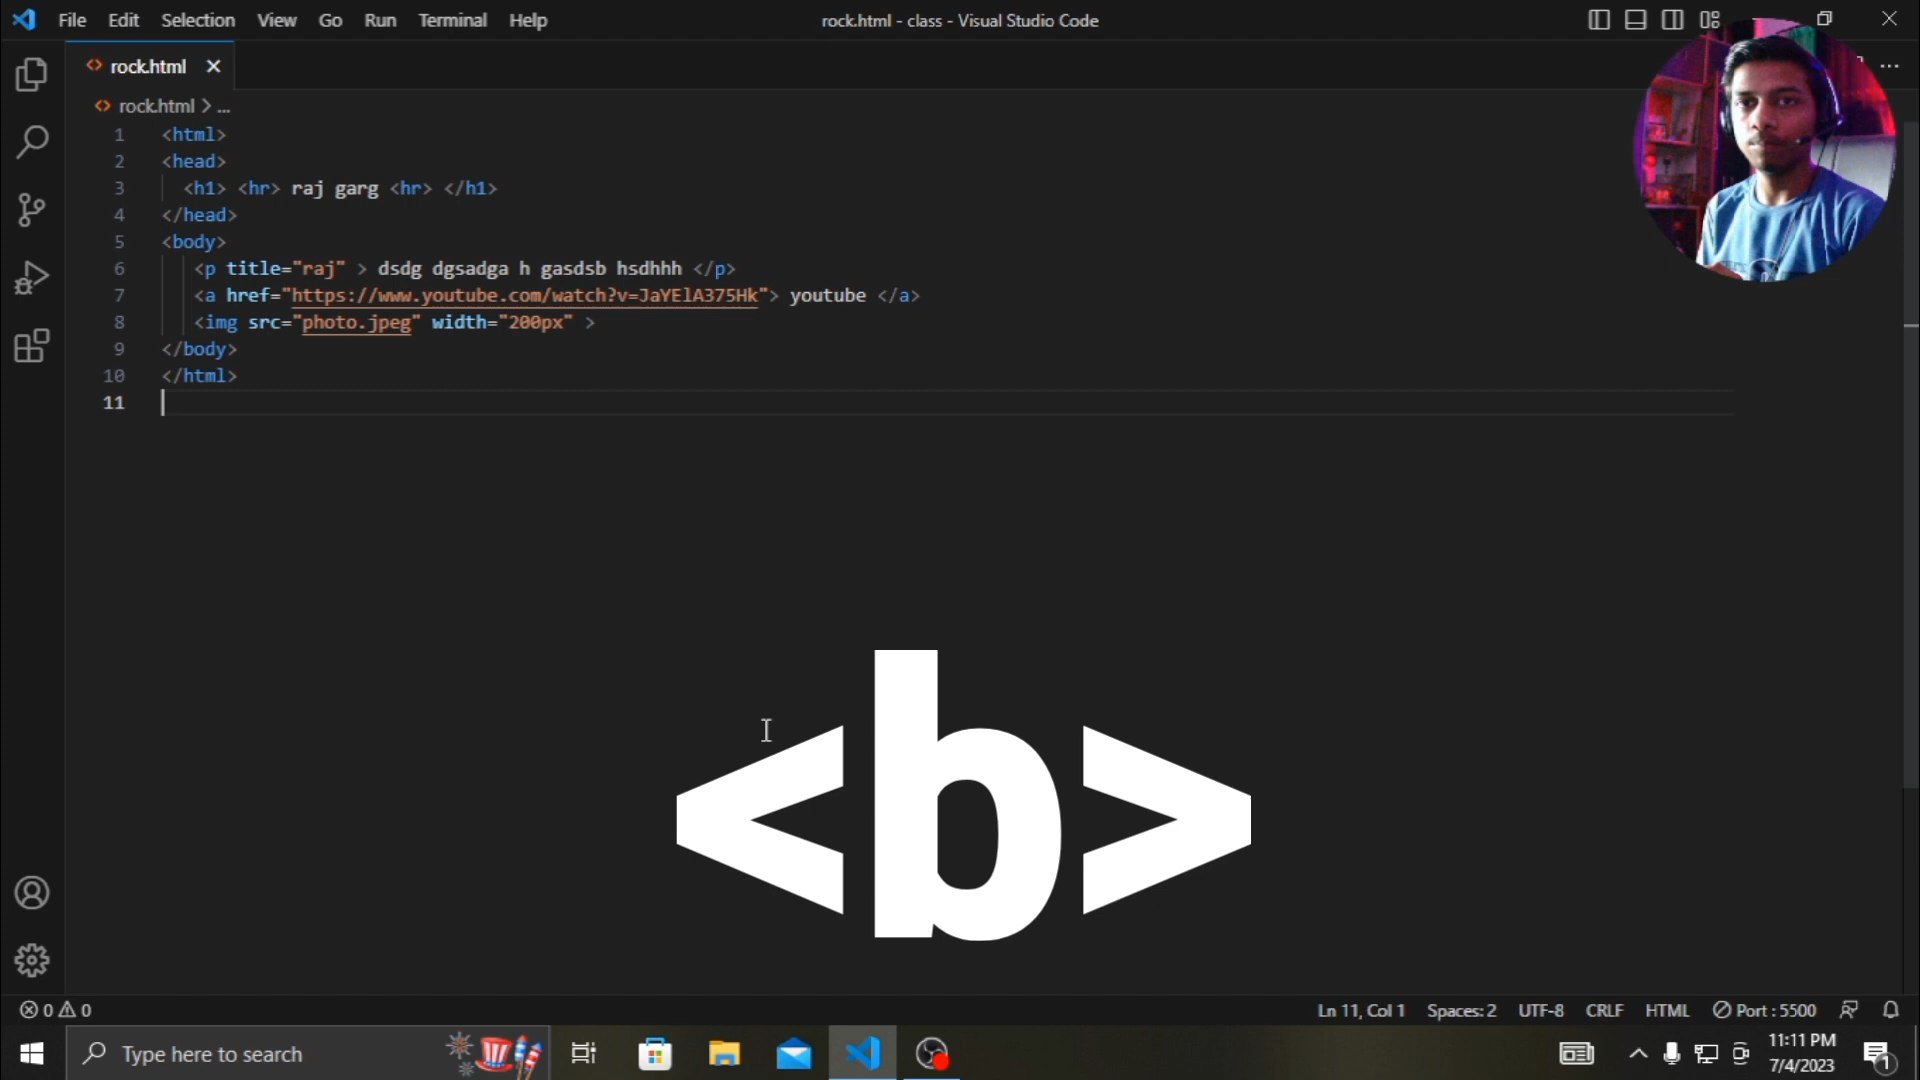 File Edit Selection View Go Run Terminal Help
rock.html - class - Visual Studio Code
<> rock.html ×
<> rock.html > ...
1 <html>
2 <head>
3 <h1> <hr> raj garg <hr> </h1>
4 </head>
5 <body>
6 <p title="raj" > dsdg dgsadga h gasdsb hsdhhh </p>
7 <a href="https://www.youtube.com/watch?v=JaYElA375Hk"> youtube </a>
8 <img src="photo.jpeg" width="200px" >
9 </body>
10 </html>
11
<b>
0 0
Ln 11, Col 1 Spaces: 2 UTF-8 CRLF HTML Port : 5500
Type here to search
11:11 PM
7/4/2023
1